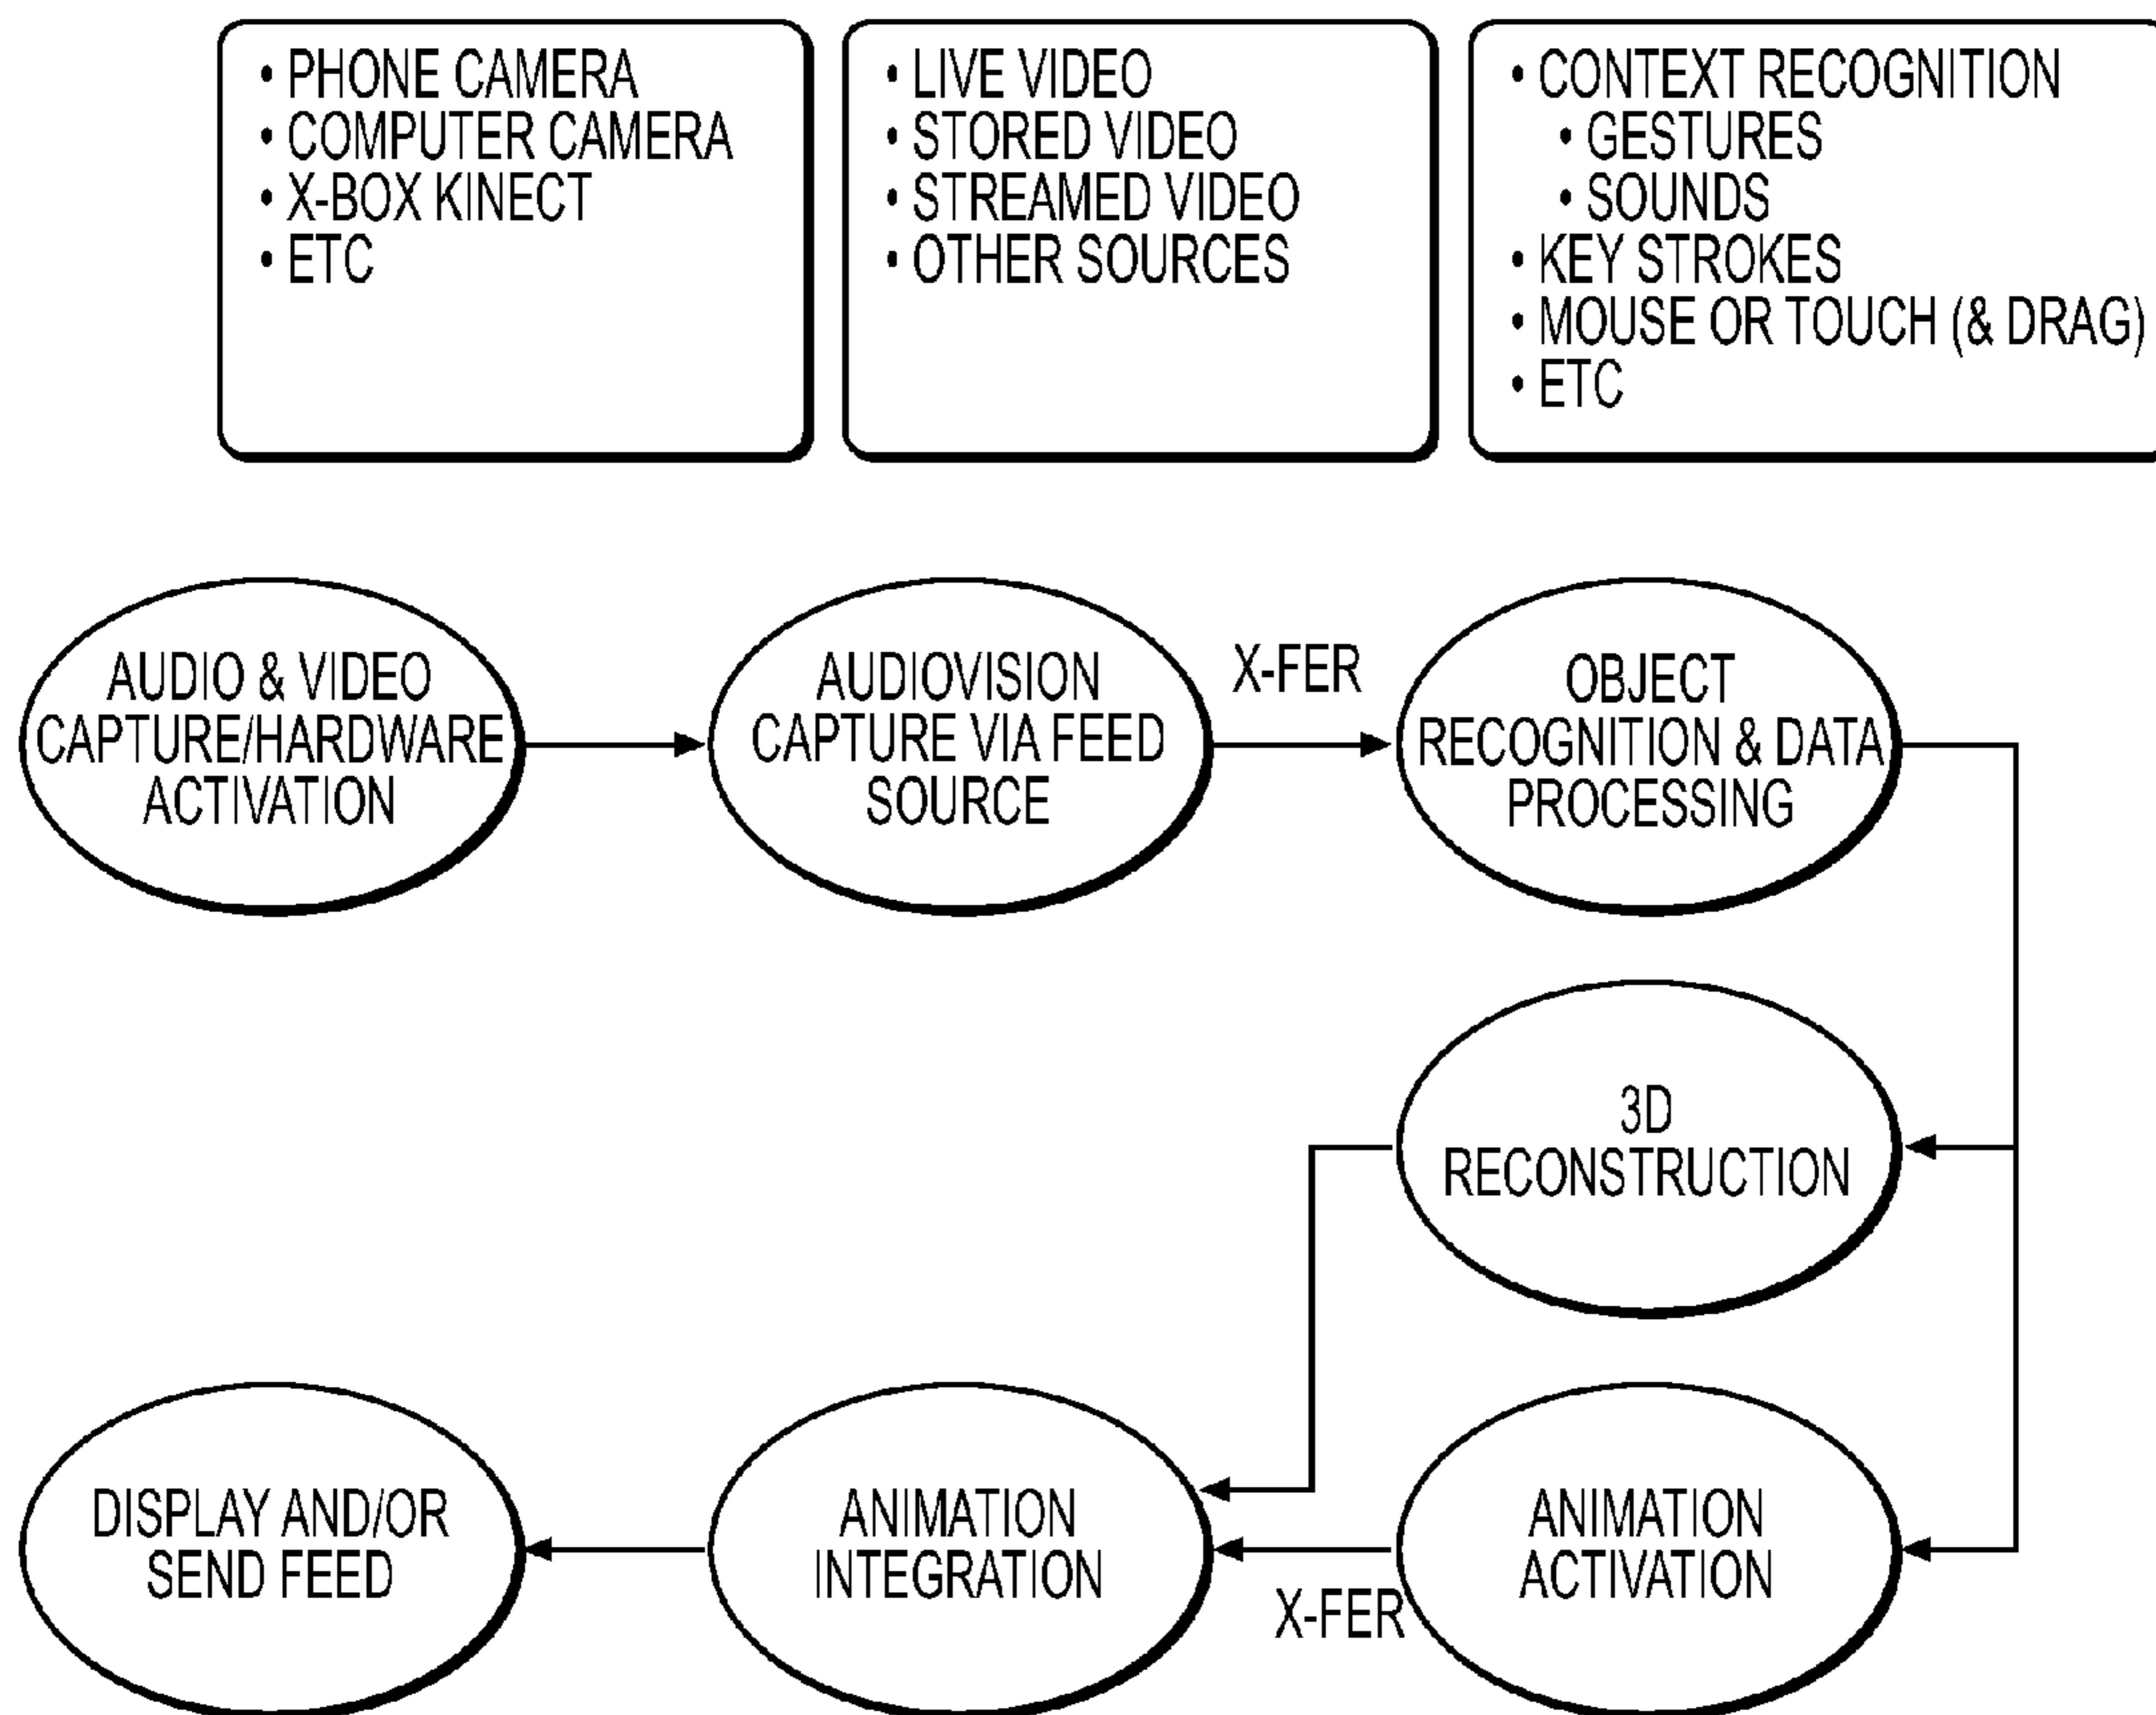 • PHONE CAMERA
• COMPUTER CAMERA
• X-BOX KINECT
• ETC
• LIVE VIDEO
• STORED VIDEO
• STREAMED VIDEO
• OTHER SOURCES
• CONTEXT RECOGNITION
• GESTURES
• SOUNDS
• KEY STROKES
• MOUSE OR TOUCH (& DRAG)
• ETC
AUDIO & VIDEO
CAPTURE/HARDWARE
ACTIVATION
AUDIOVISION
CAPTURE VIA FEED
SOURCE
X-FER
OBJECT
RECOGNITION & DATA
PROCESSING
3D
RECONSTRUCTION
DISPLAY AND/OR
SEND FEED
ANIMATION
INTEGRATION
X-FER
ANIMATION
ACTIVATION